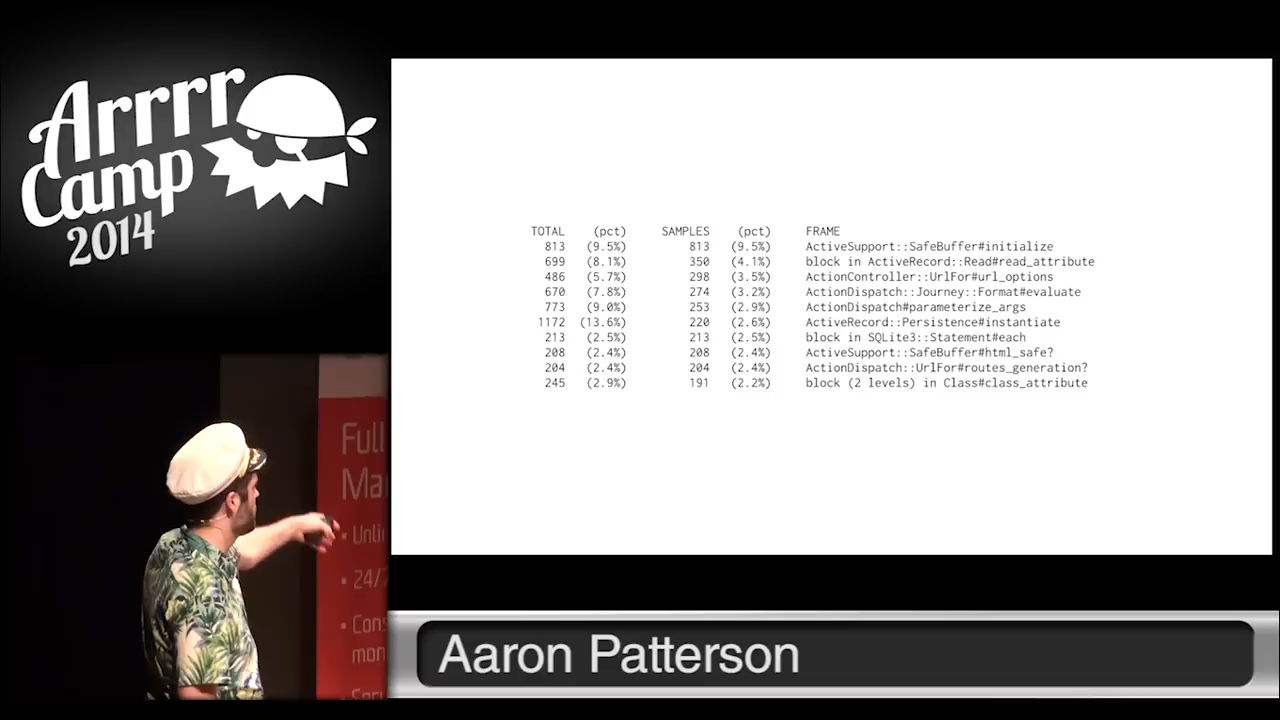 Arrrr
Camp
2014
TOTAL (pct) SAMPLES (pct) FRAME
813 (9.5%) 813 (9.5%) ActiveSupport::SafeBuffer#initialize
699 (8.1%) 350 (4.1%) block in ActiveRecord::Read#read_attribute
486 (5.7%) 298 (3.5%) ActionController::UrlFor#url_options
670 (7.8%) 274 (3.2%) ActionDispatch::Journey::Format#evaluate
773 (9.0%) 253 (2.9%) ActionDispatch#parameterize_args
1172 (13.6%) 220 (2.6%) ActiveRecord::Persistence#instantiate
213 (2.5%) 213 (2.5%) block in SQLite3::Statement#each
208 (2.4%) 208 (2.4%) ActiveSupport::SafeBuffer#html_safe?
204 (2.4%) 204 (2.4%) ActionDispatch::UrlFor#routes_generation?
245 (2.9%) 191 (2.2%) block (2 levels) in Class#class_attribute
Full
Ma
• Unli
• 24/7
• Cons
mon
Aaron Patterson